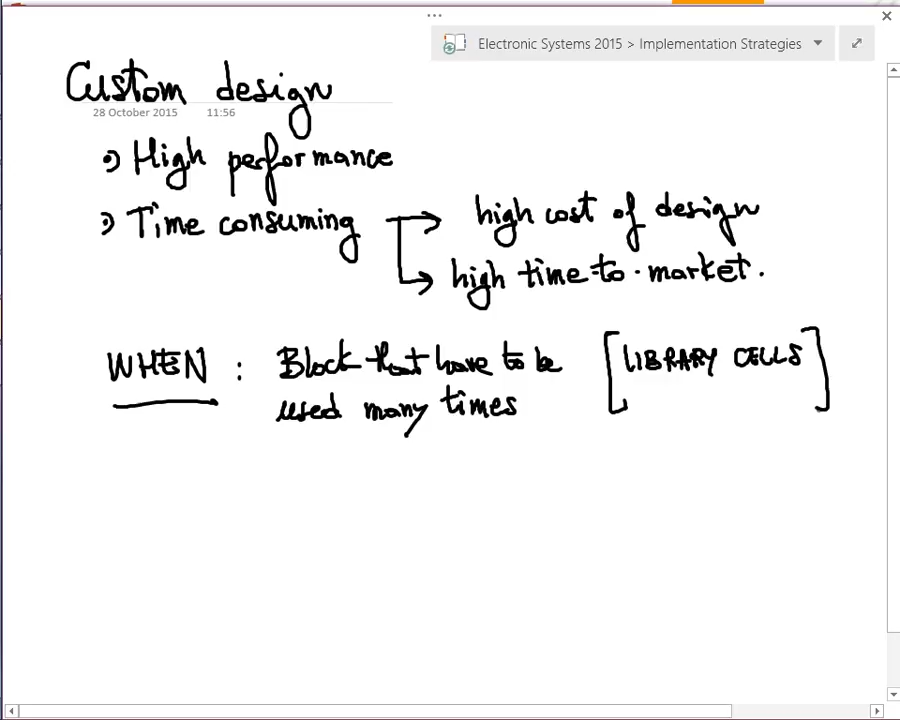 Electronic Systems 2015 > Implementation Strategies
Custom design
28 October 2015 11:56
High performance
Time consuming → high cost of design
high time-to-market.
WHEN : Block that have to be [LIBRARY CELLS]
used many times